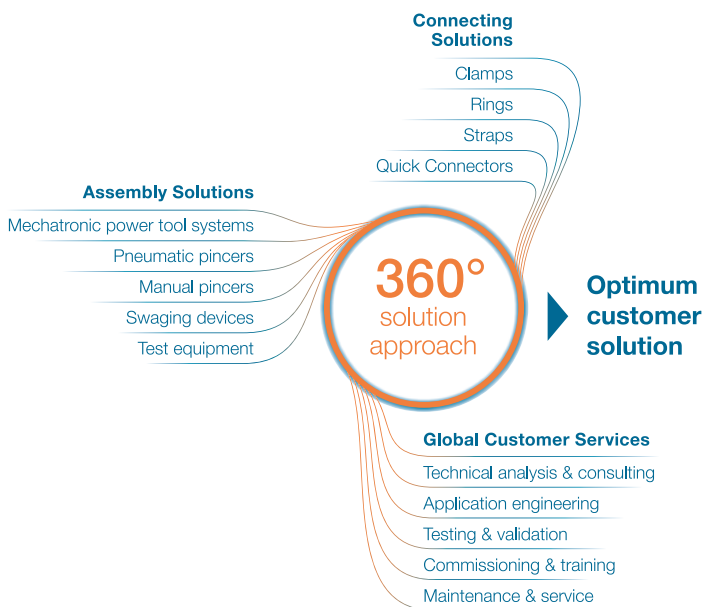 Connecting
Solutions
Clamps
Rings
Straps
Quick Connectors
Assembly Solutions
Mechatronic power tool systems
Pneumatic pincers
Manual pincers
Swaging devices
Test equipment
360°
solution
approach
Optimum
customer
solution
Global Customer Services
Technical analysis & consulting
Application engineering
Testing & validation
Commissioning & training
Maintenance & service